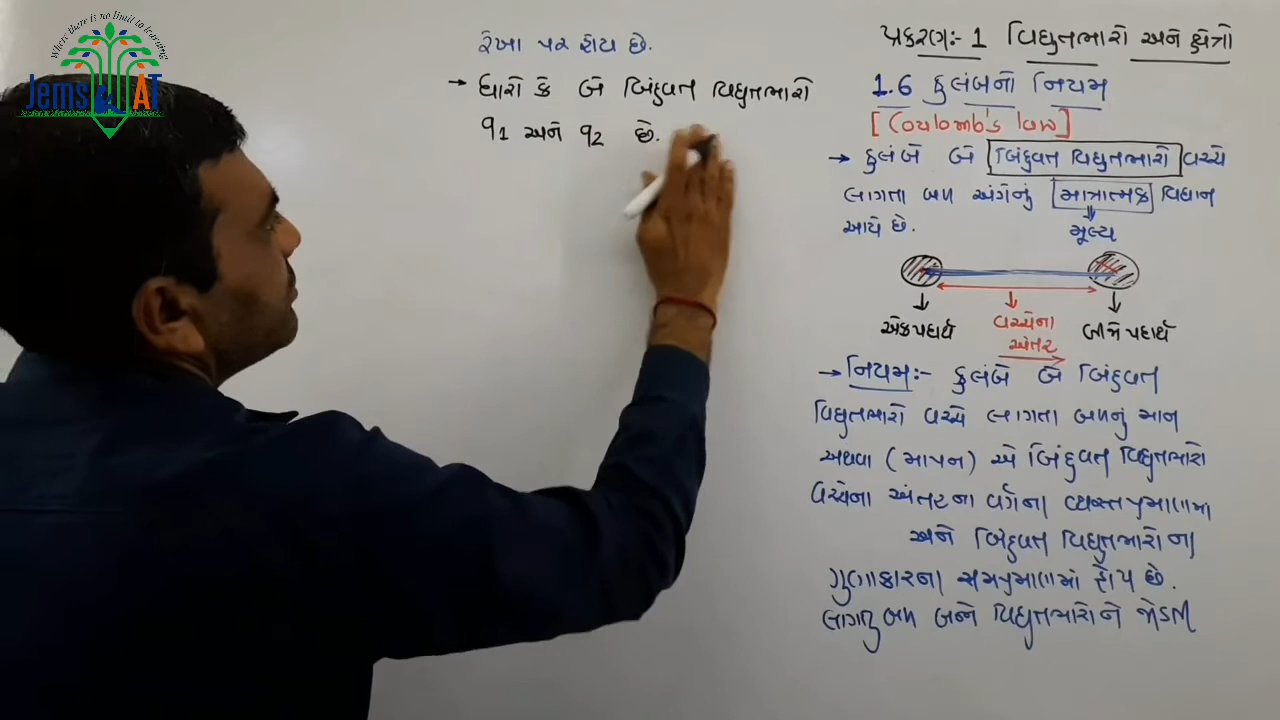 Where there is no limit to learning
Jems AT
પ્રકરણ:- 1 વિદ્યુતભારો અને ક્ષેત્રો
1.6 કુલંબનો નિયમ
[Coulomb's law]
→ કુલંબે બે બિંદુવત વિદ્યુતભારો વચ્ચે
લાગતા બળ અંગેનું માત્રાત્મક વિધાન
આપે છે.
મૂલ્ય
એક પદાર્થ
વચ્ચેના
અંતર
બીજો પદાર્થ
→ નિયમ:- કુલંબે બે બિંદુવત
વિદ્યુતભારો વચ્ચે લાગતા બળનું માન
અથવા (માપન) એ બિંદુવત વિદ્યુતભારો
વચ્ચેના અંતરના વર્ગના વ્યસ્તપ્રમાણમાં
અને બિંદુવત વિદ્યુતભારોના
ગુણાકારના સમપ્રમાણમાં હોય છે.
લાગતુ બળ બન્ને વિદ્યુતભારોને જોડતી
રેખા પર હોય છે.
→ ધારો કે બે બિંદુવત વિદ્યુતભારો
q1 અને q2 છે.